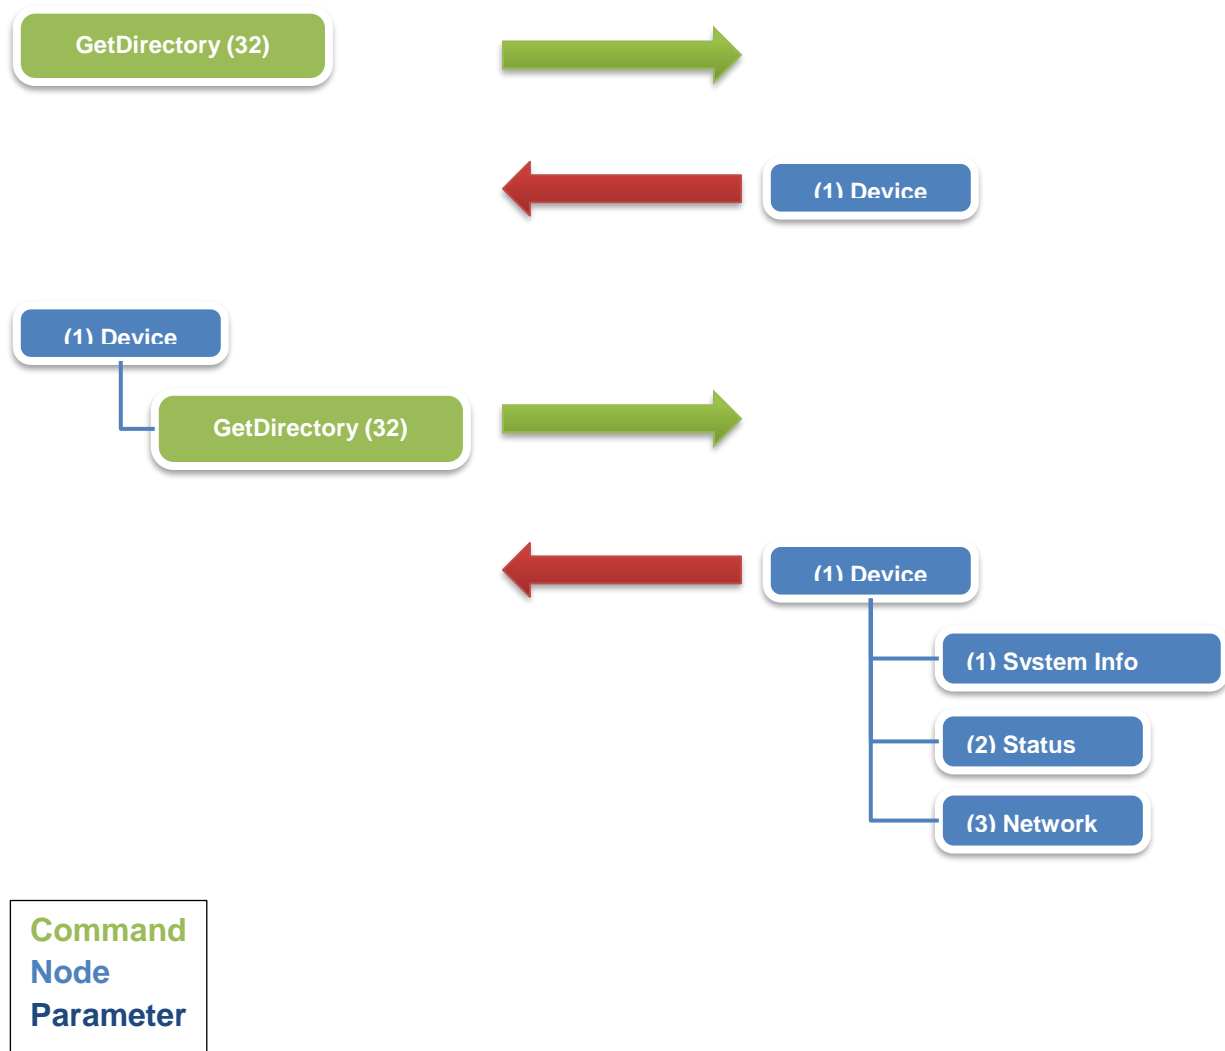 GetDirectory (32)
(1) Device
(1) Device
GetDirectory (32)
(1) Device
(1) System Info
(2) Status
(3) Network
Command
Node
Parameter